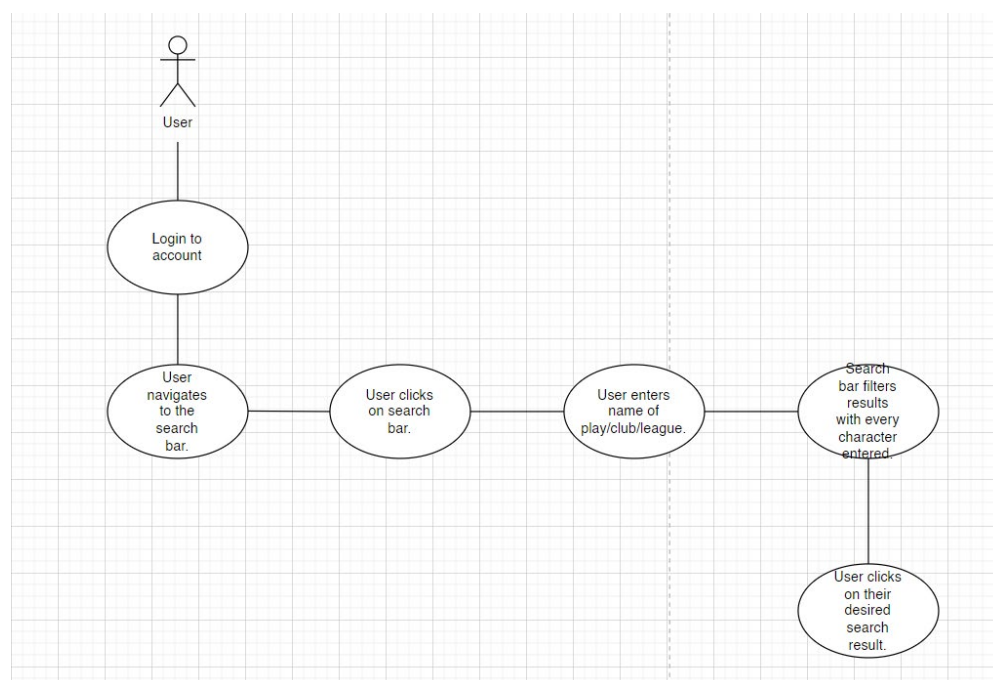 User
Login to
account
User
navigates
to the
search
bar.
User clicks
on search
bar.
User enters
name of
play/club/league.
Search
bar filters
results
with every
character
entered.
User clicks
on their
desired
search
result.